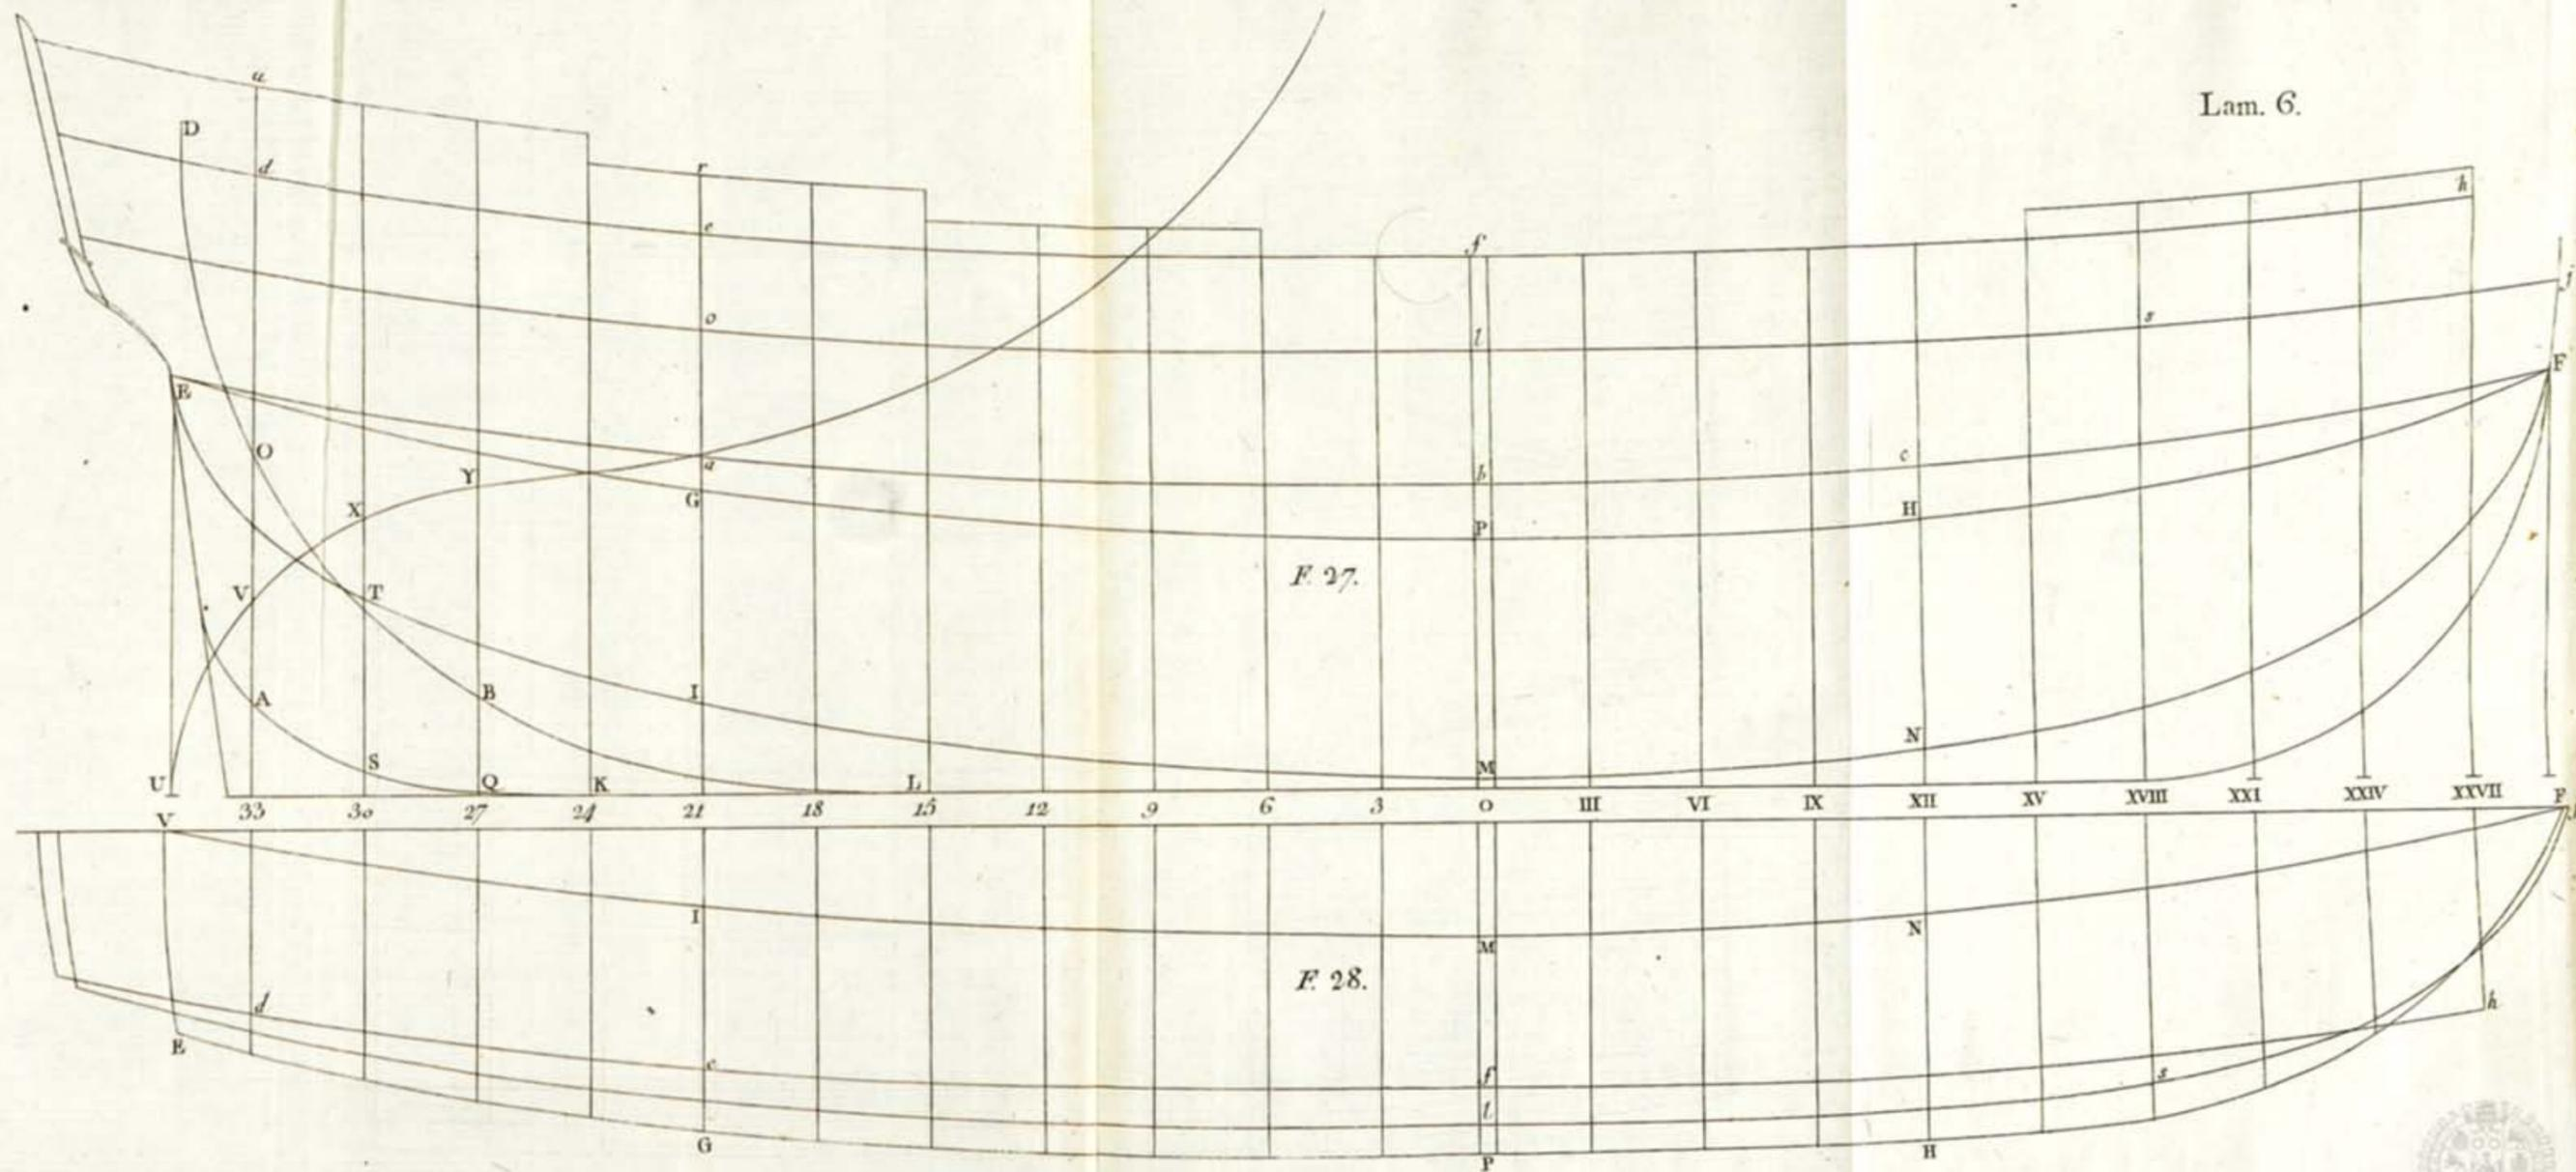 Lam. 6.
u
D
d
r
h
e
f
o
l
s
i
E
F
O
Y
a
b
c
X
G
P
H
F. 27.
V
T
A
I
B
N
S
M
U
Q
K
L
33 30 27 24 21 18 15 12 9 6 3 O III VI IX XII XV XVIII XXI XXIV XXVII F
V
I
M
N
F. 28.
d
h
E
e
f
s
l
G
P
H